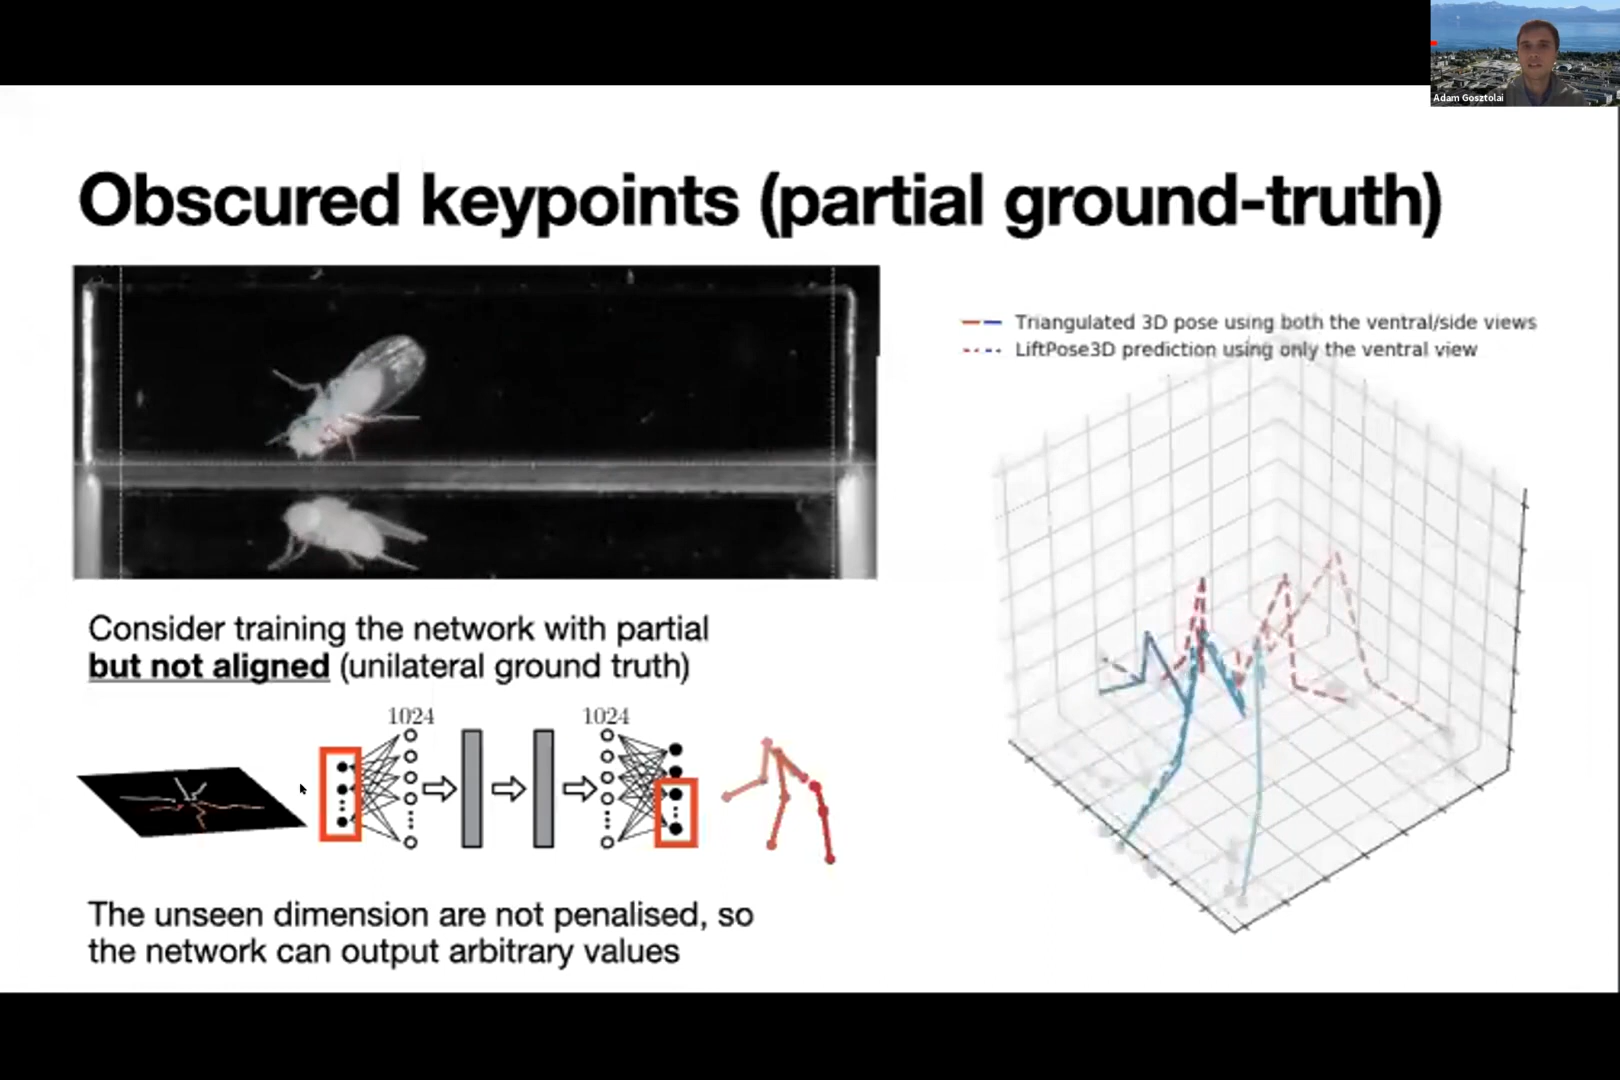 Adam Gosztolai
Obscured keypoints (partial ground-truth)
Triangulated 3D pose using both the ventral/side views
LiftPose3D prediction using only the ventral view
Consider training the network with partial
but not aligned (unilateral ground truth)
1024
1024
The unseen dimension are not penalised, so
the network can output arbitrary values